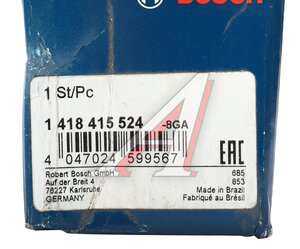 BOSCH
1 St/Pc
1 418 415 524 -8GA
4 047024 599567
EAC
Robert Bosch GmbH
Auf der Breit 4
76227 Karlsruhe
GERMANY
685
853
Made in Brazil
Fabriqué au Brésil